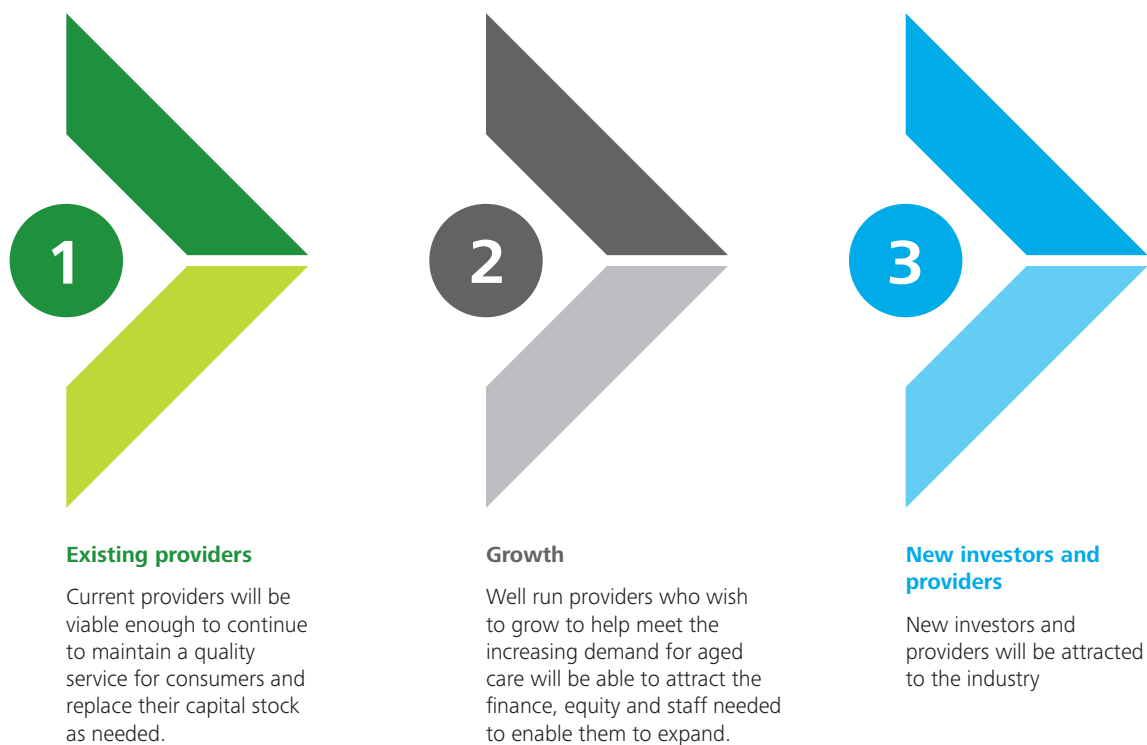 1
Existing providers
Current providers will be
viable enough to continue
to maintain a quality
service for consumers and
replace their capital stock
as needed.
2
Growth
Well run providers who wish
to grow to help meet the
increasing demand for aged
care will be able to attract the
finance, equity and staff needed
to enable them to expand.
3
New investors and
providers
New investors and
providers will be attracted
to the industry